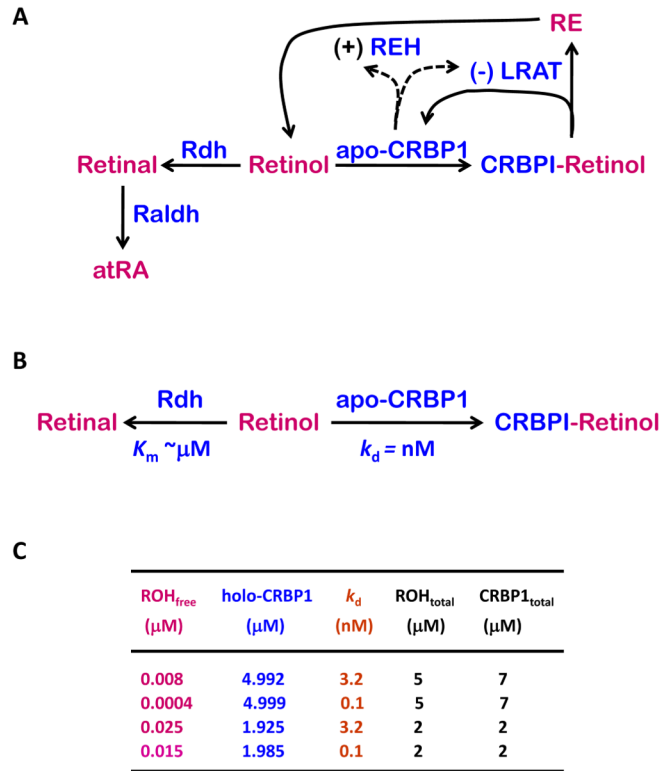 A
RE
(+) REH
(-) LRAT
Retinal Rdh Retinol apo-CRBP1 CRBPI-Retinol
Raldh
atRA
B
Rdh apo-CRBP1
Retinal Retinol CRBPI-Retinol
Km ~μM kd = nM
C
ROHfree holo-CRBP1 kd ROHtotal CRBP1total
(μM) (μM) (nM) (μM) (μM)
0.008 4.992 3.2 5 7
0.0004 4.999 0.1 5 7
0.025 1.925 3.2 2 2
0.015 1.985 0.1 2 2